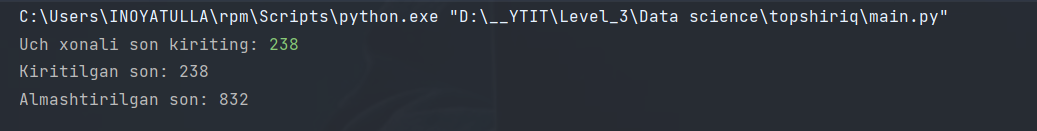 C:\Users\INOYATULLA\rpm\Scripts\python.exe "D:\__YTIT\Level_3\Data science\topshiriq\main.py"
Uch xonali son kiriting: 238
Kiritilgan son: 238
Almashtirilgan son: 832